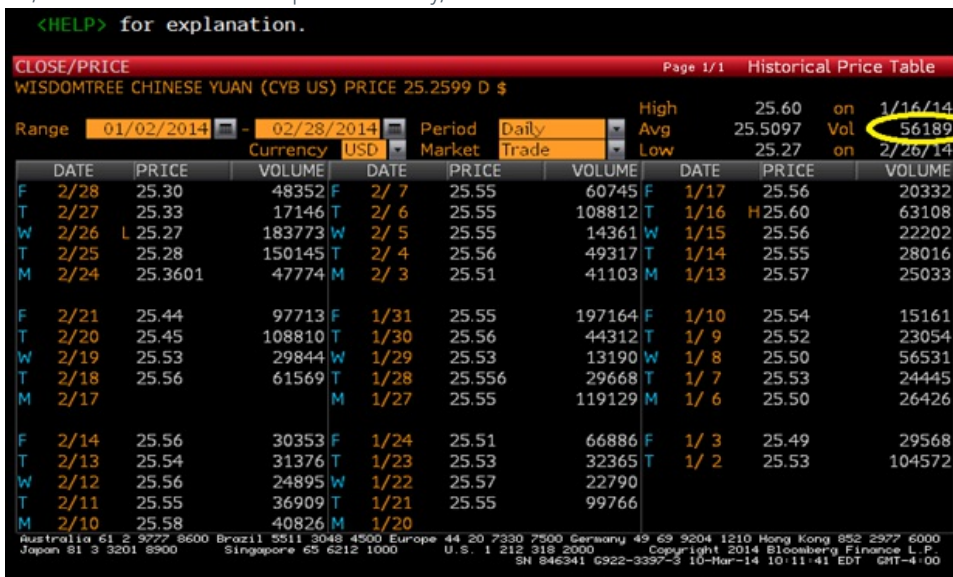 <HELP> for explanation.
CLOSE/PRICE Page 1/1 Historical Price Table
WISDOMTREE CHINESE YUAN (CYB US) PRICE 25.2599 D $
High 25.60 on 1/16/14
Range 01/02/2014 - 02/28/2014 Period Daily Avg 25.5097 Vol 56189
Currency USD Market Trade Low 25.27 on 2/26/14
DATE PRICE VOLUME DATE PRICE VOLUME DATE PRICE VOLUME
F 2/28 25.30 48352 F 2/ 7 25.55 60745 F 1/17 25.56 20332
T 2/27 25.33 17146 T 2/ 6 25.55 108812 T 1/16 H 25.60 63108
W 2/26 L 25.27 183773 W 2/ 5 25.55 14361 W 1/15 25.56 22202
T 2/25 25.28 150145 T 2/ 4 25.56 49317 T 1/14 25.55 28016
M 2/24 25.3601 47774 M 2/ 3 25.51 41103 M 1/13 25.57 25033
F 2/21 25.44 97713 F 1/31 25.55 197164 F 1/10 25.54 15161
T 2/20 25.45 108810 T 1/30 25.56 44312 T 1/ 9 25.52 23054
W 2/19 25.53 29844 W 1/29 25.53 13190 W 1/ 8 25.50 56531
T 2/18 25.56 61569 T 1/28 25.556 29668 T 1/ 7 25.53 24445
M 2/17 M 1/27 25.55 119129 M 1/ 6 25.50 26426
F 2/14 25.56 30353 F 1/24 25.51 66886 F 1/ 3 25.49 29568
T 2/13 25.54 31376 T 1/23 25.53 32365 T 1/ 2 25.53 104572
W 2/12 25.56 24895 W 1/22 25.57 22790
T 2/11 25.55 36909 T 1/21 25.55 99766
M 2/10 25.58 40826 M 1/20
Australia 61 2 9777 8600 Brazil 5511 3048 4500 Europe 44 20 7330 7500 Germany 49 69 9204 1210 Hong Kong 852 2977 6000
Japan 81 3 3201 8900 Singapore 65 6212 1000 U.S. 1 212 318 2000 Copyright 2014 Bloomberg Finance L.P.
SN 846341 G922-3397-3 10-Mar-14 10:11:41 EDT GMT-4:00